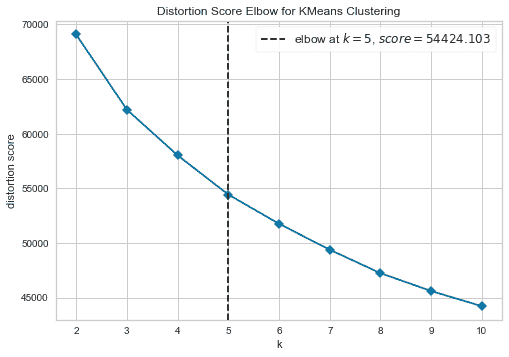 Distortion Score Elbow for KMeans Clustering
elbow at k = 5, score = 54424.103
70000
65000
60000
55000
50000
45000
distortion score
2 3 4 5 6 7 8 9 10
k